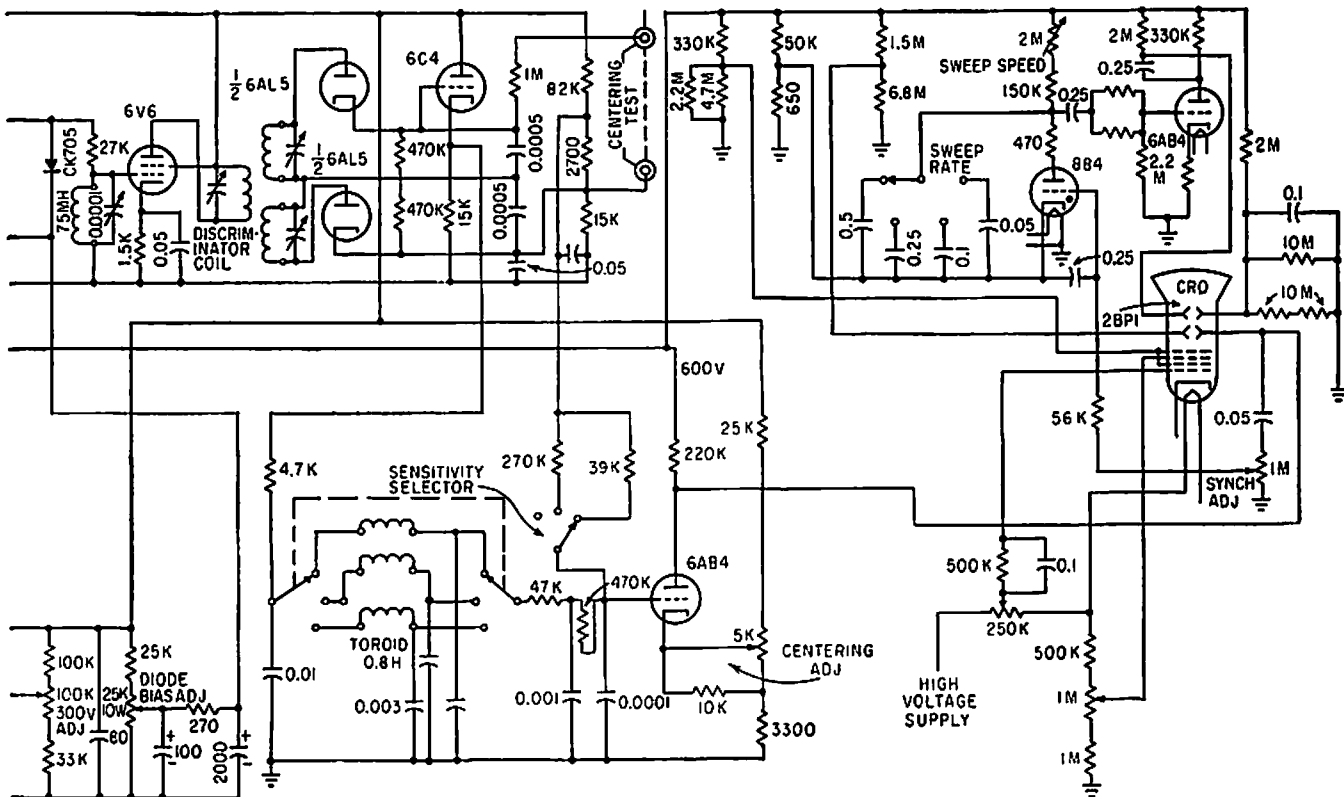 6V6
CK705
27K
75MH
0.0001
1.5K
0.05
DISCRIM-
INATOR
COIL
1/2 6AL5
1/2 6AL5
6C4
470K
470K
15K
1M
0.0005
0.0005
82K
2700
15K
0.05
CENTERING
TEST
330K
2.2M
4.7M
50K
650
1.5M
6.8M
2M
SWEEP SPEED
150K
0.25
470
884
SWEEP
RATE
0.5
0.25
0.1
0.05
0.25
2M
330K
0.25
6AB4
2.2
M
2M
0.1
10M
10M
CRO
2BP1
56K
0.05
1M
SYNCH
ADJ
600V
25K
220K
270K
39K
SENSITIVITY
SELECTOR
4.7K
47K
470K
6AB4
TOROID
0.8H
0.01
0.003
0.001
0.0001
5K
CENTERING
ADJ
10K
3300
500K
0.1
250K
HIGH
VOLTAGE
SUPPLY
500K
1M
1M
100K
100K
300V
ADJ
33K
60
25K
DIODE
BIAS ADJ
25K
10W
270
+
100
-
+
2000
-